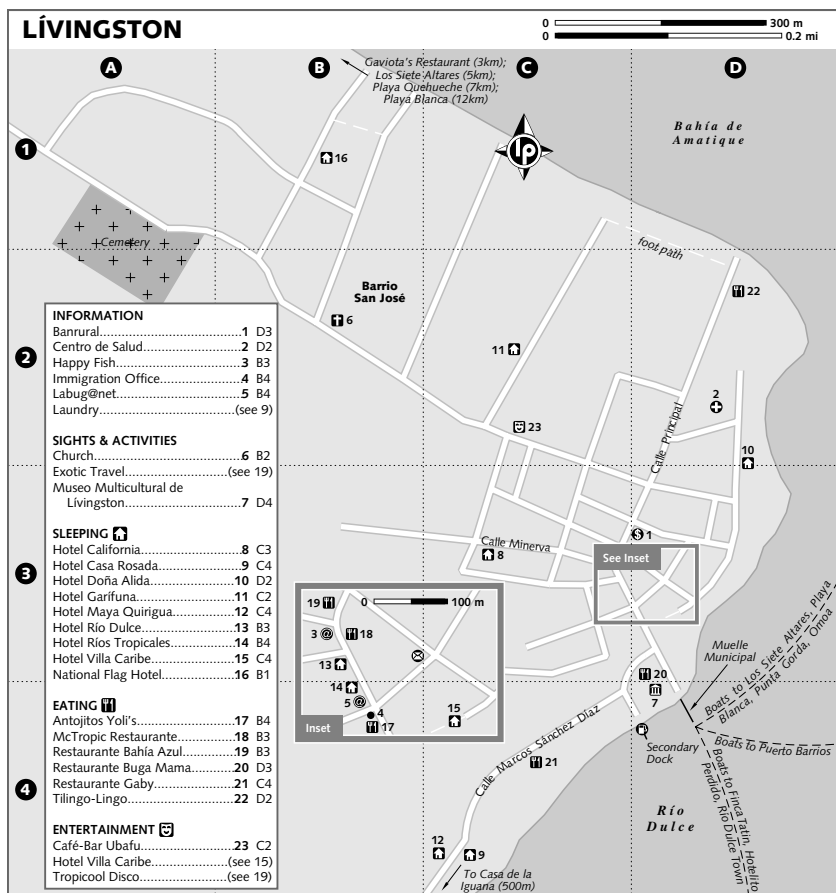 LÍVINGSTON
0 300 m
0 0.2 mi
A B C D
Gaviota's Restaurant (3km);
Los Siete Altares (5km);
Playa Quehueche (7km);
Playa Blanca (12km)
Bahía de
Amatique
lp
1
16
Cemetery
foot path
Barrio
San José
22
6
2
11
2
Calle Principal
23
10
INFORMATION
Banrural....................................1 D3
Centro de Salud.........................2 D2
Happy Fish................................3 B3
Immigration Office.....................4 B4
Labug@net................................5 B4
Laundry...............................(see 9)
SIGHTS & ACTIVITIES
Church......................................6 B2
Exotic Travel........................(see 19)
Museo Multicultural de
Lívingston.............................7 D4
SLEEPING
Hotel California..........................8 C3
Hotel Casa Rosada.....................9 C4
Hotel Doña Alida......................10 D2
Hotel Garífuna.........................11 C2
Hotel Maya Quirigua................12 C4
Hotel Río Dulce........................13 B3
Hotel Ríos Tropicales................14 B4
Hotel Villa Caribe.....................15 C4
National Flag Hotel...................16 B1
EATING
Antojitos Yoli's.........................17 B4
McTropic Restaurante...............18 B3
Restaurante Bahía Azul.............19 B3
Restaurante Buga Mama...........20 D3
Restaurante Gaby.....................21 C4
Tilingo-Lingo............................22 D2
ENTERTAINMENT
Café-Bar Ubafu.........................23 C2
Hotel Villa Caribe.................(see 15)
Tropicool Disco....................(see 19)
3
Calle Minerva
8
1
See Inset
19
0 100 m
3
18
13
14
5
4
17
15
Inset
Muelle
Municipal
Boats to Los Siete Altares, Playa
Blanca, Punta Gorda, Omoa
20
7
Boats to Puerto Barrios
Secondary
Dock
Boats to Finca Tatin, Hotelito
Perdido, Río Dulce Town
Calle Marcos Sánchez Díaz
21
4
Río
Dulce
12
9
To Casa de la
Iguana (500m)